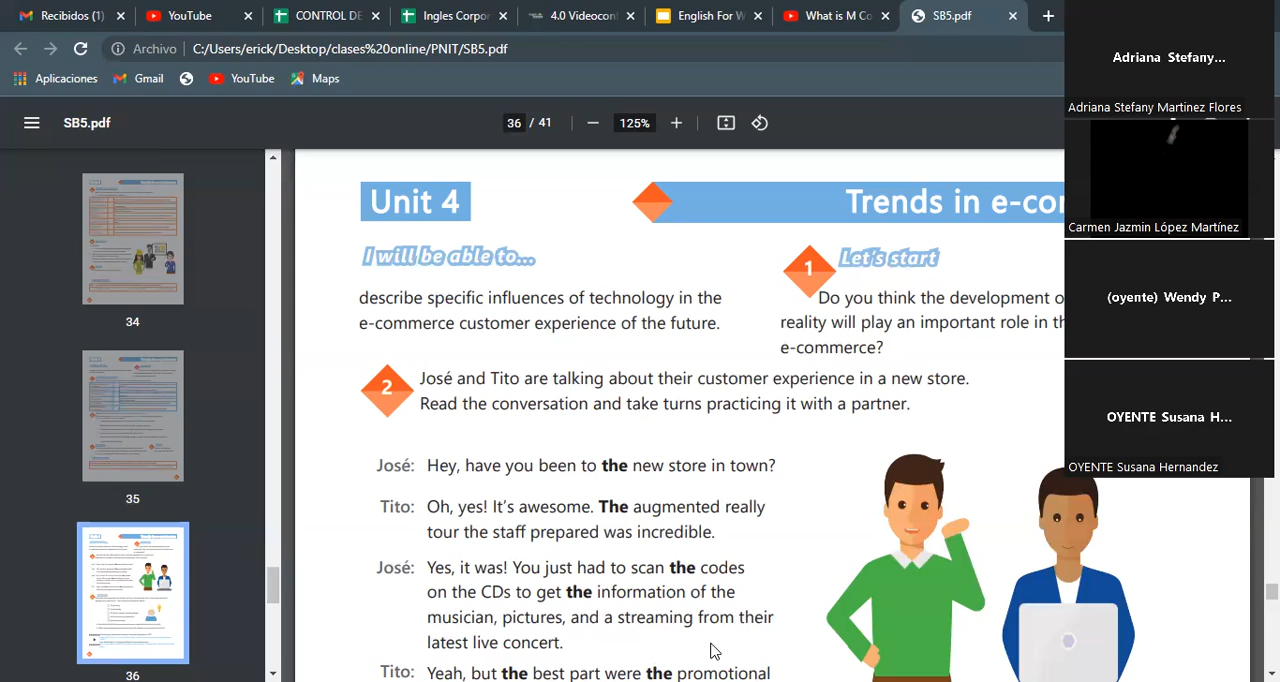 Recibidos (1)
YouTube
CONTROL DE
Ingles Corpor
4.0 Videoconf
English For W
What is M Co
SB5.pdf
Archivo
C:/Users/erick/Desktop/clases%20online/PNIT/SB5.pdf
Aplicaciones
Gmail
YouTube
Maps
SB5.pdf
36 / 41
125%
34
35
36
Unit 4
Trends in e-co
I will be able to...
describe specific influences of technology in the
e-commerce customer experience of the future.
1
Let's start
Do you think the development o
reality will play an important role in th
e-commerce?
2
José and Tito are talking about their customer experience in a new store.
Read the conversation and take turns practicing it with a partner.
José: Hey, have you been to the new store in town?
Tito: Oh, yes! It's awesome. The augmented really
tour the staff prepared was incredible.
José: Yes, it was! You just had to scan the codes
on the CDs to get the information of the
musician, pictures, and a streaming from their
latest live concert.
Tito: Yeah, but the best part were the promotional
Adriana Stefany...
Adriana Stefany Martinez Flores
Carmen Jazmin López Martínez
(oyente) Wendy P...
OYENTE Susana H...
OYENTE Susana Hernandez